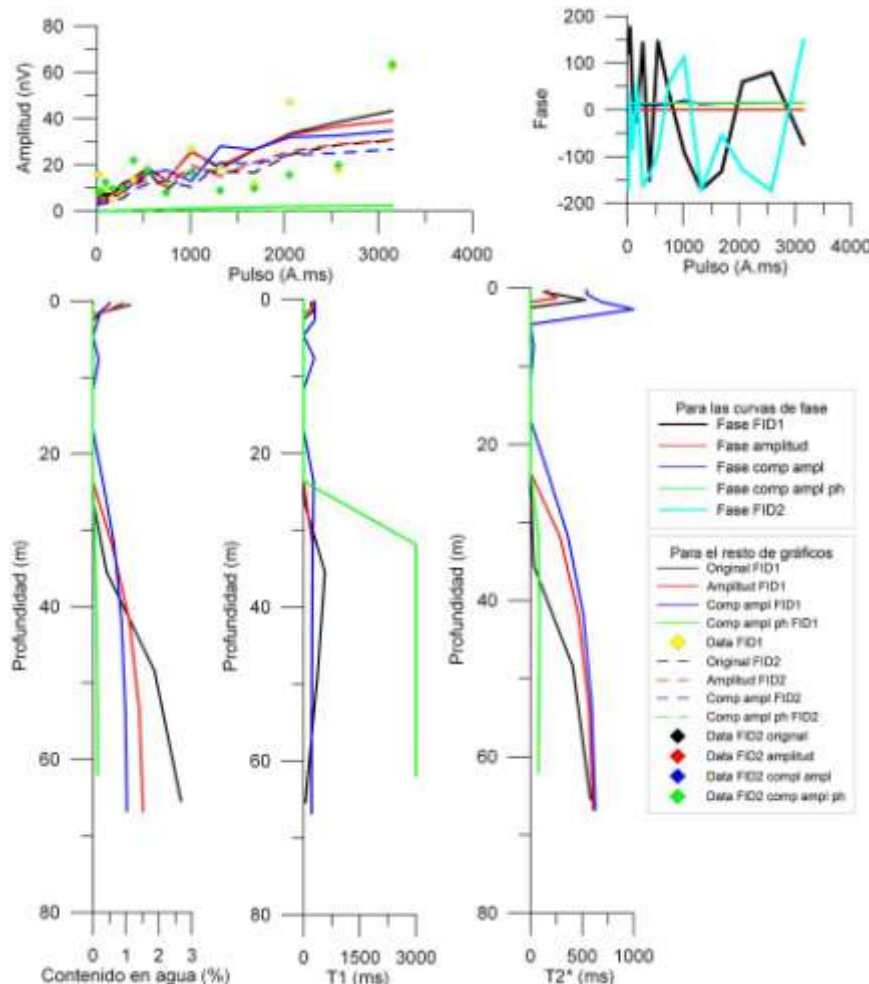 80
60
40
20
0
Amplitud (nV)
0
1000
2000
3000
4000
Pulso (A.ms)
200
100
0
-100
-200
Fase
0
1000
2000
3000
4000
Pulso (A.ms)
0
20
40
60
80
Profundidad (m)
0 1 2 3
Contenido en agua (%)
0
20
40
60
80
Profundidad (m)
0 1500 3000
T1 (ms)
0
20
40
60
80
Profundidad (m)
0 500 1000
T2* (ms)
Para las curvas de fase
Fase FID1
Fase amplitud
Fase comp ampl
Fase comp ampl ph
Fase FID2
Para el resto de gráficos
Original FID1
Amplitud FID1
Comp ampl FID1
Comp ampl ph FID1
Data FID1
Original FID2
Amplitud FID2
Comp ampl FID2
Comp ampl ph FID2
Data FID2 original
Data FID2 amplitud
Data FID2 compl ampl
Data FID2 comp ampl ph